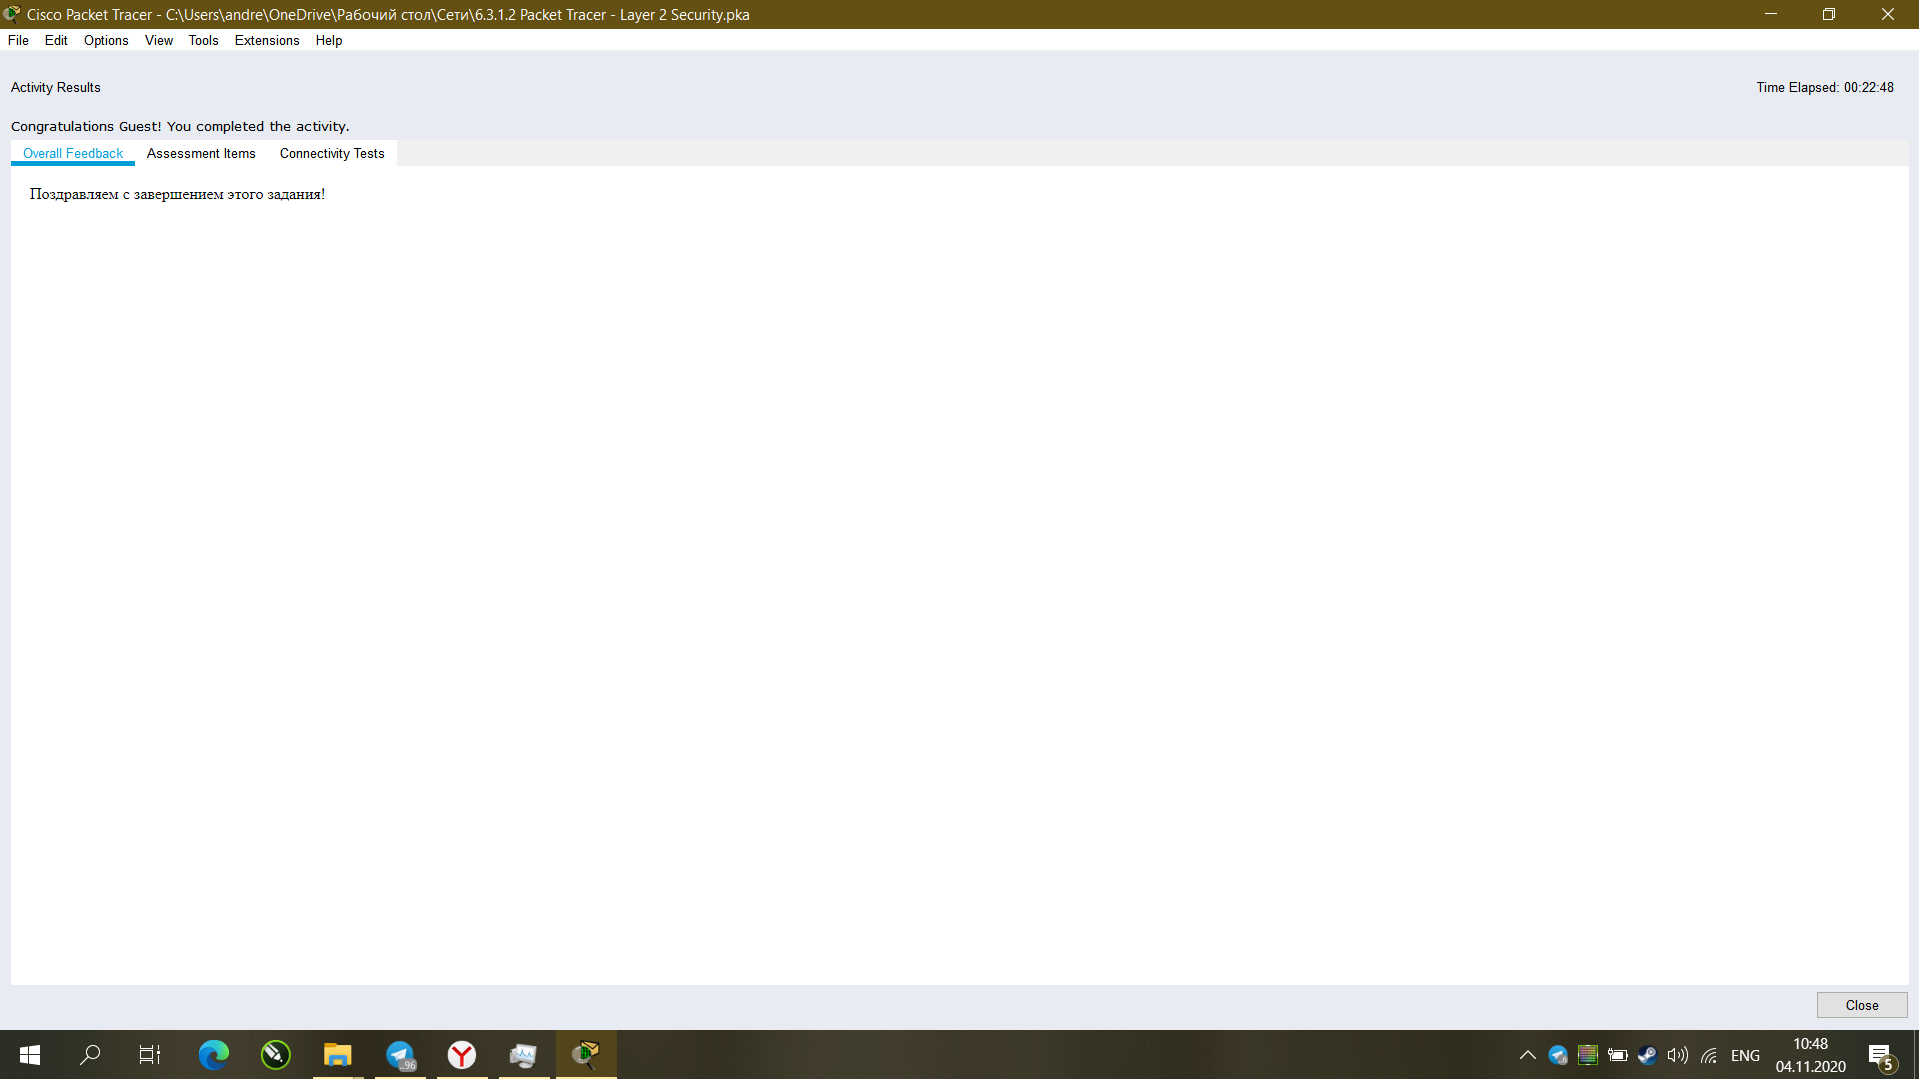 Cisco Packet Tracer - C:\Users\andre\OneDrive\Рабочий стол\Сети\6.3.1.2 Packet Tracer - Layer 2 Security.pka
File Edit Options View Tools Extensions Help
Activity Results
Time Elapsed: 00:22:48
Congratulations Guest! You completed the activity.
Overall Feedback Assessment Items Connectivity Tests
Поздравляем с завершением этого задания!
Close
96
ENG
10:48
04.11.2020
5